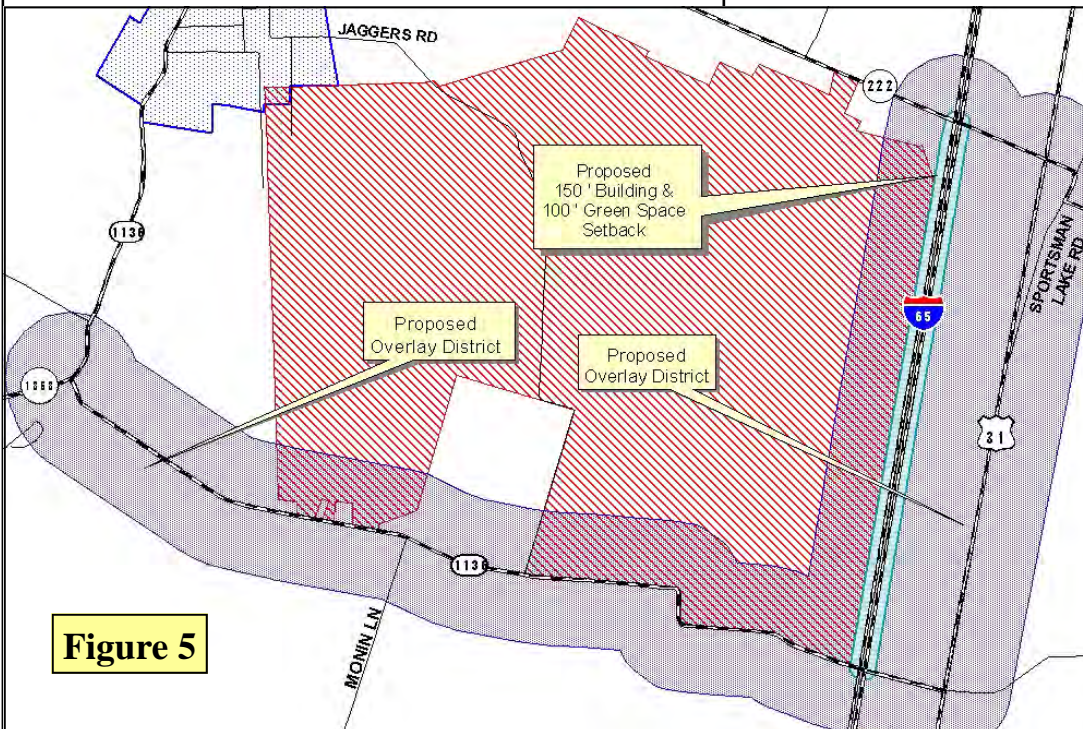 JAGGERS RD
222
Proposed
150 ' Building &
100 ' Green Space
Setback
1136
SPORTSMAN
LAKE RD
65
Proposed
Overlay District
Proposed
Overlay District
31
1136
MONIN LN
Figure 5